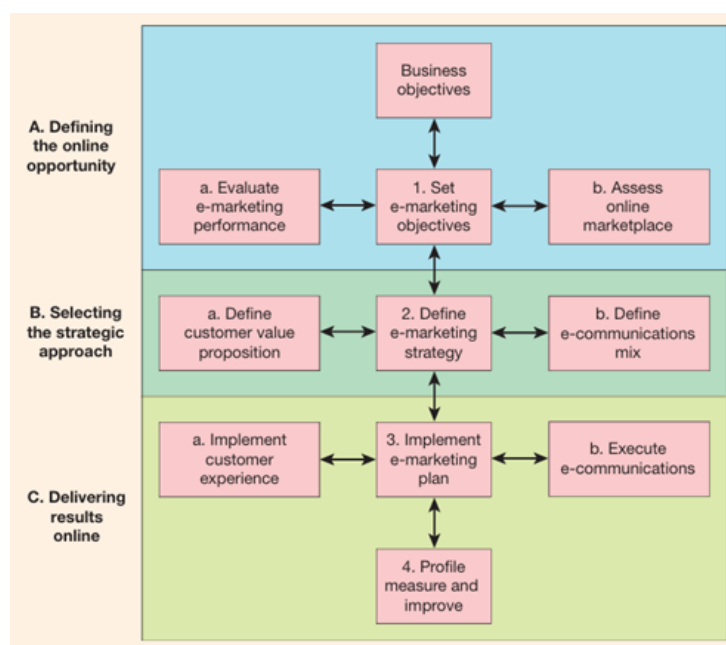 Business
objectives
A. Defining
the online
opportunity
a. Evaluate
e-marketing
performance
1. Set
e-marketing
objectives
b. Assess
online
marketplace
B. Selecting
the strategic
approach
a. Define
customer value
proposition
2. Define
e-marketing
strategy
b. Define
e-communications
mix
a. Implement
customer
experience
3. Implement
e-marketing
plan
b. Execute
e-communications
C. Delivering
results
online
4. Profile
measure and
improve